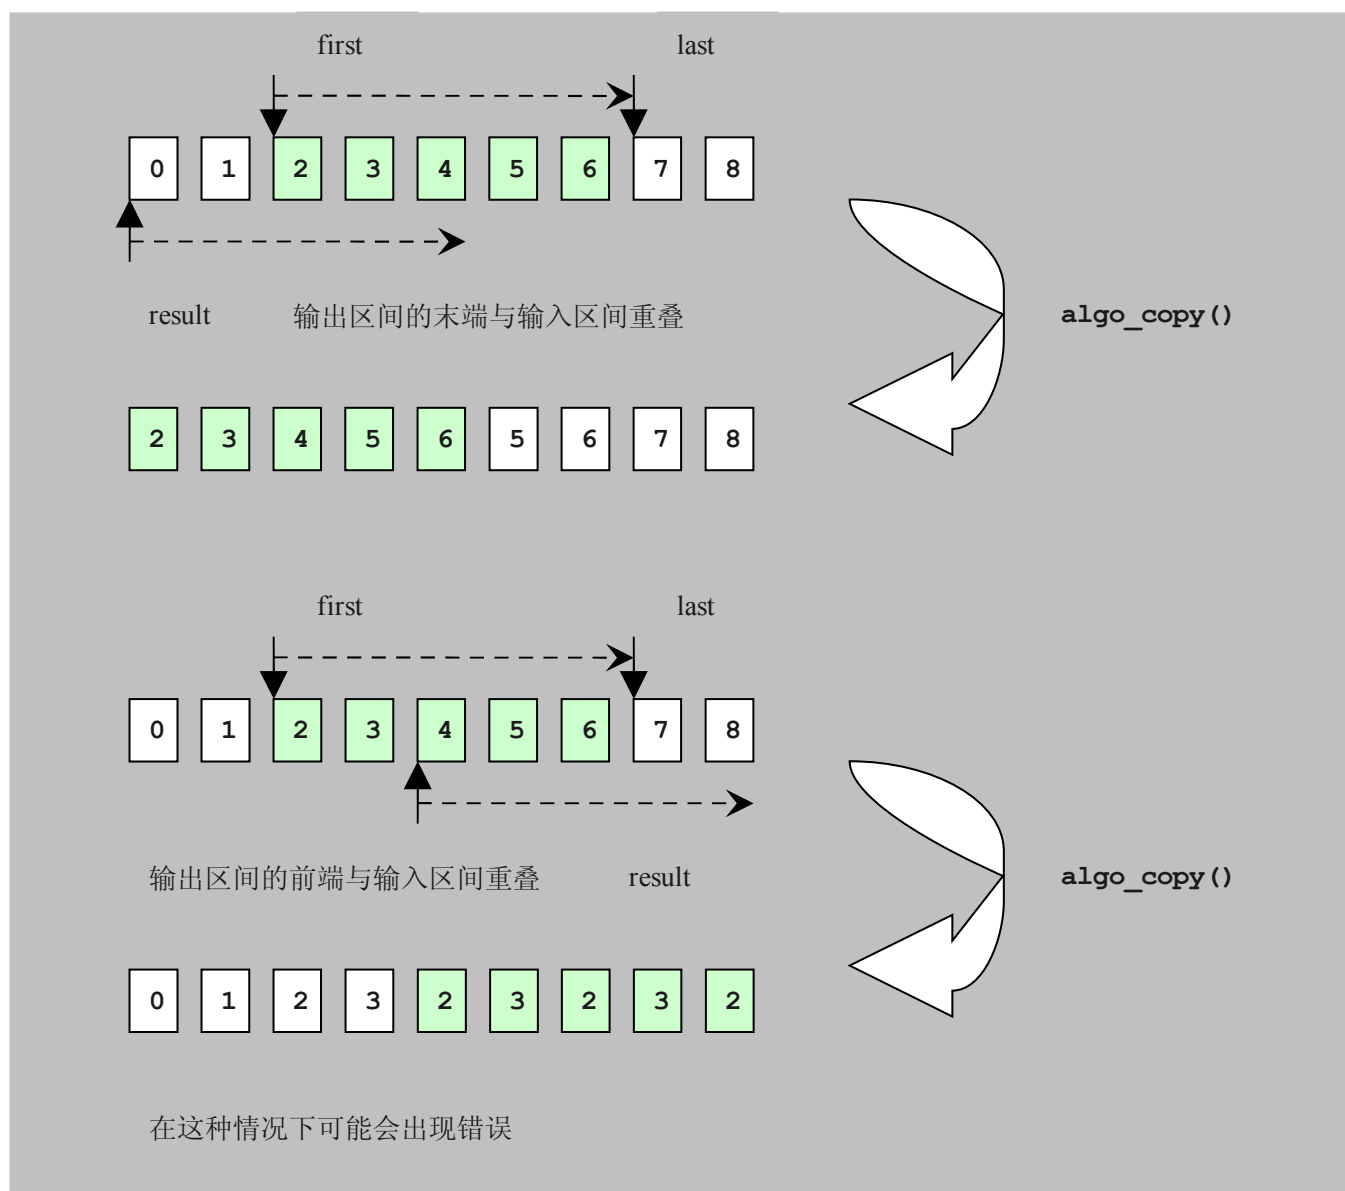 first last
0 1 2 3 4 5 6 7 8
result 输出区间的末端与输入区间重叠 algo_copy()
2 3 4 5 6 5 6 7 8
first last
0 1 2 3 4 5 6 7 8
输出区间的前端与输入区间重叠 result algo_copy()
0 1 2 3 2 3 2 3 2
在这种情况下可能会出现错误